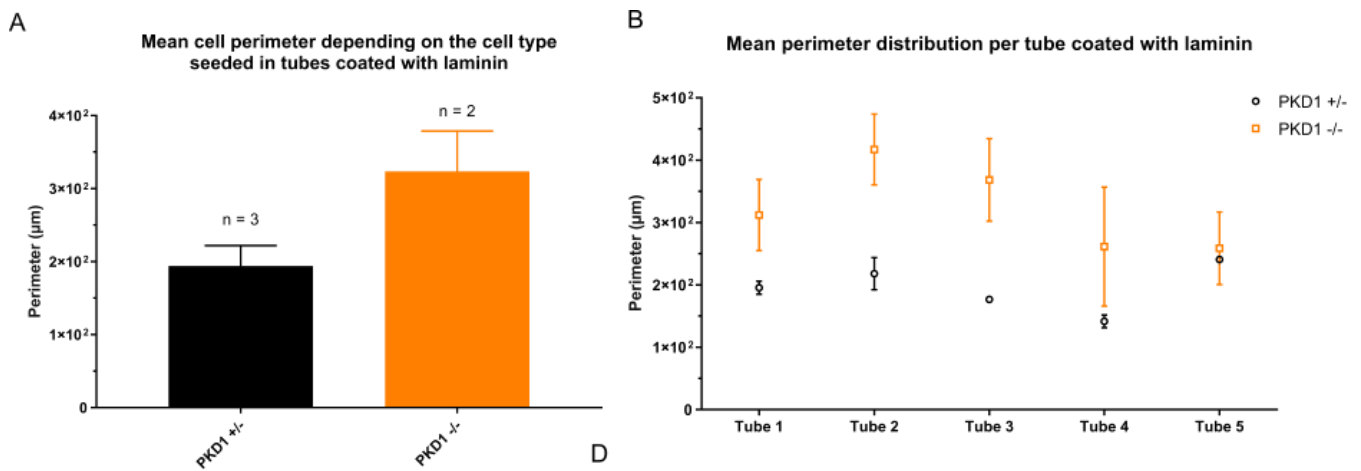 A
Mean cell perimeter depending on the cell type
seeded in tubes coated with laminin
Perimeter (µm)
4×10²
3×10²
2×10²
1×10²
0
n = 3
n = 2
PKD1 +/-
PKD1 -/-
B
Mean perimeter distribution per tube coated with laminin
Perimeter (µm)
5×10²
4×10²
3×10²
2×10²
1×10²
0
PKD1 +/-
PKD1 -/-
Tube 1 Tube 2 Tube 3 Tube 4 Tube 5
D